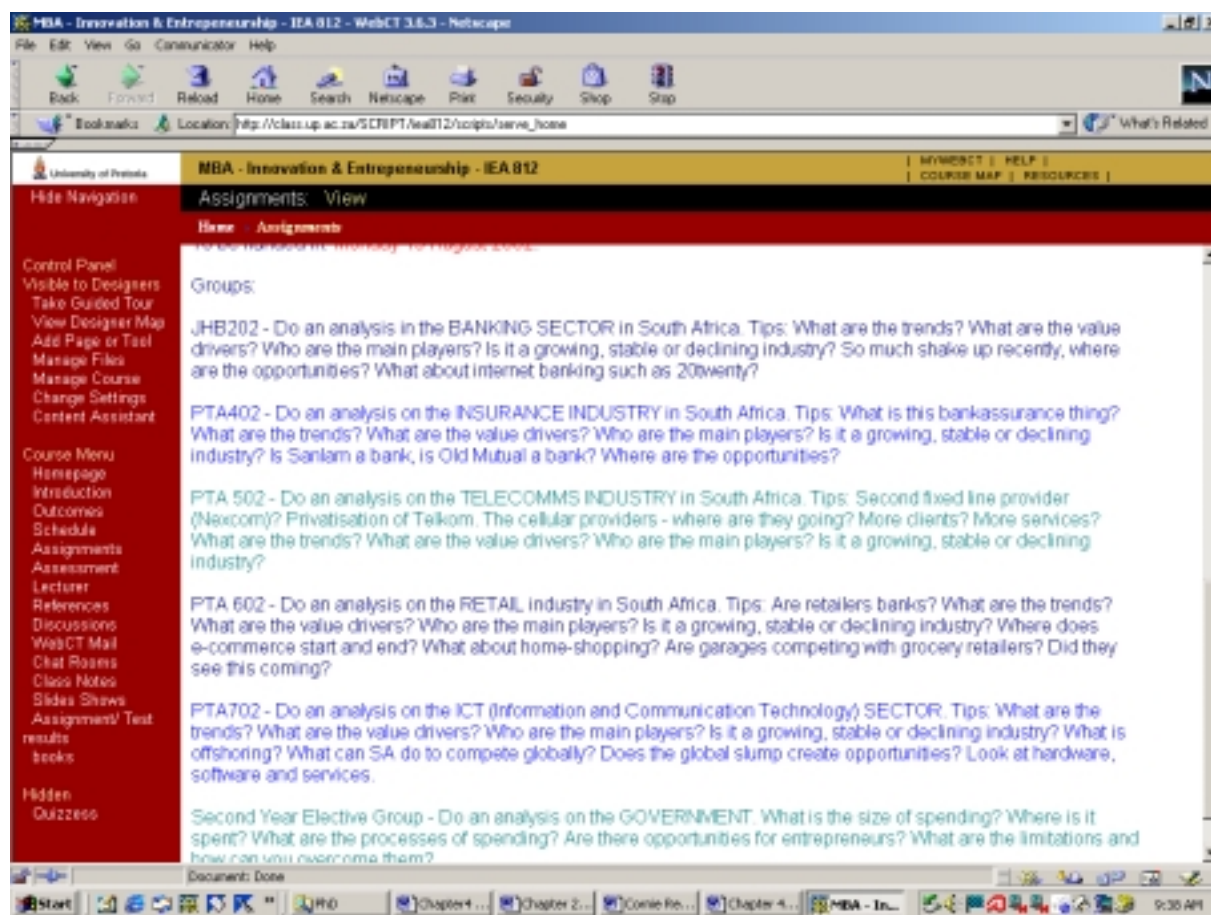 MBA - Innovation & Entrepeneurship - IEA 812 - WebCT 3.6.3 - Netscape
File Edit View Go Communicator Help
Back Forward Reload Home Search Netscape Print Security Shop Stop
Bookmarks Location: http://class.up.ac.za/SCRIPT/iea812/scripts/serve_home What's Related
University of Pretoria
MBA - Innovation & Entrepeneurship - IEA 812
| MYWEBCT | HELP |
| COURSE MAP | RESOURCES |
Hide Navigation
Assignments: View
Home Assignments
Control Panel
Visible to Designers
Take Guided Tour
View Designer Map
Add Page or Tool
Manage Files
Manage Course
Change Settings
Content Assistant
Course Menu
Homepage
Introduction
Outcomes
Schedule
Assignments
Assessment
Lecturer
References
Discussions
WebCT Mail
Chat Rooms
Class Notes
Slides Shows
Assignment/ Test
results
books
Hidden
Quizzess
To be handed in: Monday August 2002.
Groups:
JHB202 - Do an analysis in the BANKING SECTOR in South Africa. Tips: What are the trends? What are the value
drivers? Who are the main players? Is it a growing, stable or declining industry? So much shake up recently, where
are the opportunities? What about internet banking such as 20twenty?
PTA402 - Do an analysis on the INSURANCE INDUSTRY in South Africa. Tips: What is this bankassurance thing?
What are the trends? What are the value drivers? Who are the main players? Is it a growing, stable or declining
industry? Is Sanlam a bank, is Old Mutual a bank? Where are the opportunities?
PTA 502 - Do an analysis on the TELECOMMS INDUSTRY in South Africa. Tips: Second fixed line provider
(Nexcom)? Privatisation of Telkom. The cellular providers - where are they going? More clients? More services?
What are the trends? What are the value drivers? Who are the main players? Is it a growing, stable or declining
industry?
PTA 602 - Do an analysis on the RETAIL industry in South Africa. Tips: Are retailers banks? What are the trends?
What are the value drivers? Who are the main players? Is it a growing, stable or declining industry? Where does
e-commerce start and end? What about home-shopping? Are garages competing with grocery retailers? Did they
see this coming?
PTA702 - Do an analysis on the ICT (Information and Communication Technology) SECTOR. Tips: What are the
trends? What are the value drivers? Who are the main players? Is it a growing, stable or declining industry? What is
offshoring? What can SA do to compete globally? Does the global slump create opportunities? Look at hardware,
software and services.
Second Year Elective Group - Do an analysis on the GOVERNMENT. What is the size of spending? Where is it
spent? What are the processes of spending? Are there opportunities for entrepreneurs? What are the limitations and
how can you overcome them?
Document: Done
Start PhD Chapter4 ... Chapter 2... Chapter 4... MBA - In... 9:38 AM